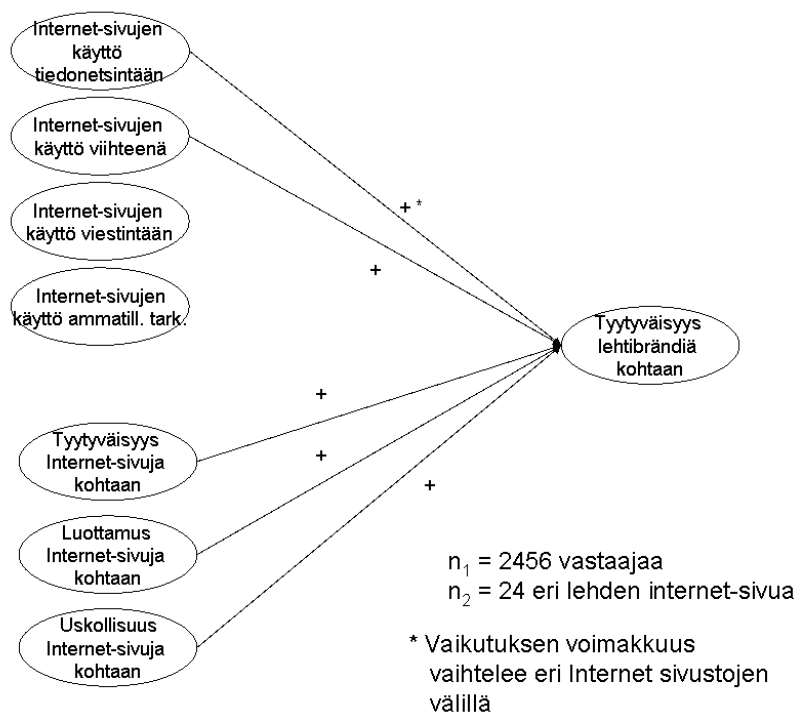 Internet-sivujen
käyttö
tiedonetsintään
Internet-sivujen
käyttö viihteenä
Internet-sivujen
käyttö viestintään
Internet-sivujen
käyttö ammatill. tark.
+ *
+
Tyytyväisyys
lehtibrändiä
kohtaan
+
+
+
Tyytyväisyys
Internet-sivuja
kohtaan
Luottamus
Internet-sivuja
kohtaan
Uskollisuus
Internet-sivuja
kohtaan
n₁ = 2456 vastaajaa
n₂ = 24 eri lehden internet-sivua
* Vaikutuksen voimakkuus
vaihtelee eri Internet sivustojen
välillä